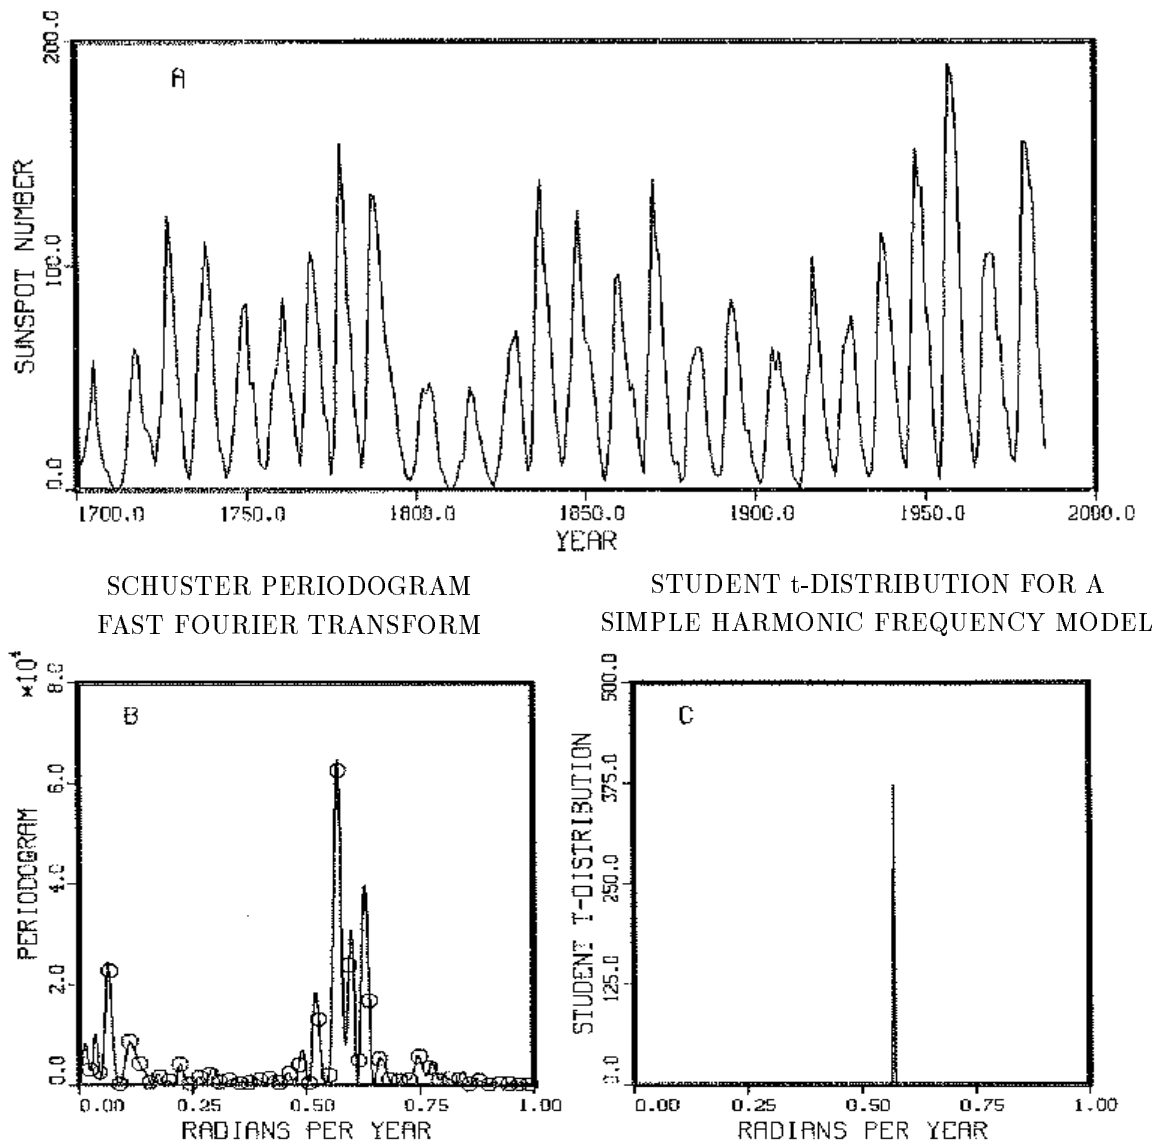 200.0
A
SUNSPOT NUMBER
100.0
0.0
1700.0 1750.0 1800.0 1850.0 1900.0 1950.0 2000.0
YEAR
SCHUSTER PERIODOGRAM
FAST FOURIER TRANSFORM
×10⁴
8.0
B
PERIODOGRAM
6.0
4.0
2.0
0.0
0.00 0.25 0.50 0.75 1.00
RADIANS PER YEAR
STUDENT t-DISTRIBUTION FOR A
SIMPLE HARMONIC FREQUENCY MODEL
500.0
C
STUDENT T-DISTRIBUTION
375.0
250.0
125.0
0.0
0.00 0.25 0.50 0.75 1.00
RADIANS PER YEAR